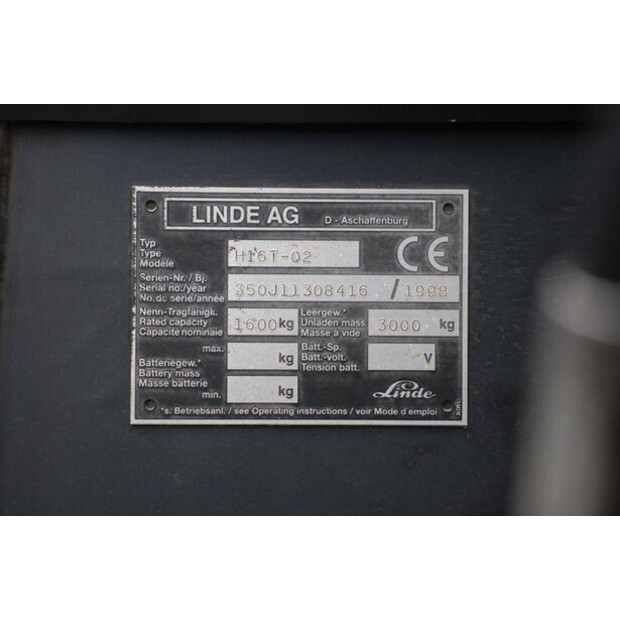 LINDE AG D - Aschaffenburg
Typ
Type
Modèle H16T-02
CE
Serien-Nr. / Bj.
Serial no./year
No. de série/année 350J11308416 / 1998
Nenn-Tragfähigk.
Rated capacity
Capacité nominale 1600 kg
Leergew.*
Unladen mass
Masse à vide 3000 kg
max. kg
Batteriegew.*
Battery mass
Masse batterie
min. kg
Batt.-Sp.
Batt.-volt.
Tension batt. V
Linde
*s. Betriebsanl. / see Operating instructions / voir Mode d'emploi